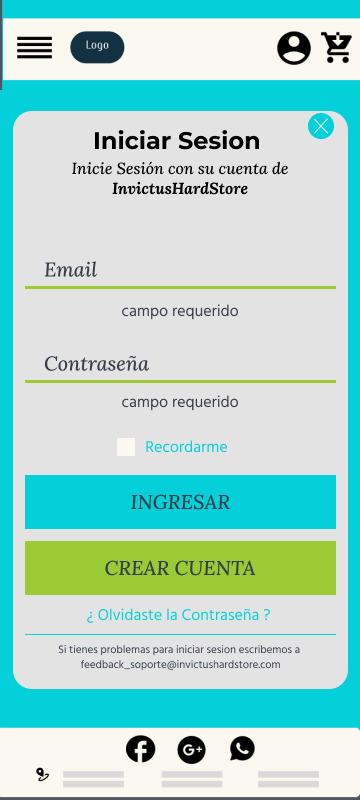 Logo
Iniciar Sesion
Inicie Sesión con su cuenta de
InvictusHardStore
Email
campo requerido
Contraseña
campo requerido
Recordarme
INGRESAR
CREAR CUENTA
¿ Olvidaste la Contraseña ?
Si tienes problemas para iniciar sesion escribemos a
feedback_soporte@invictushardstore.com